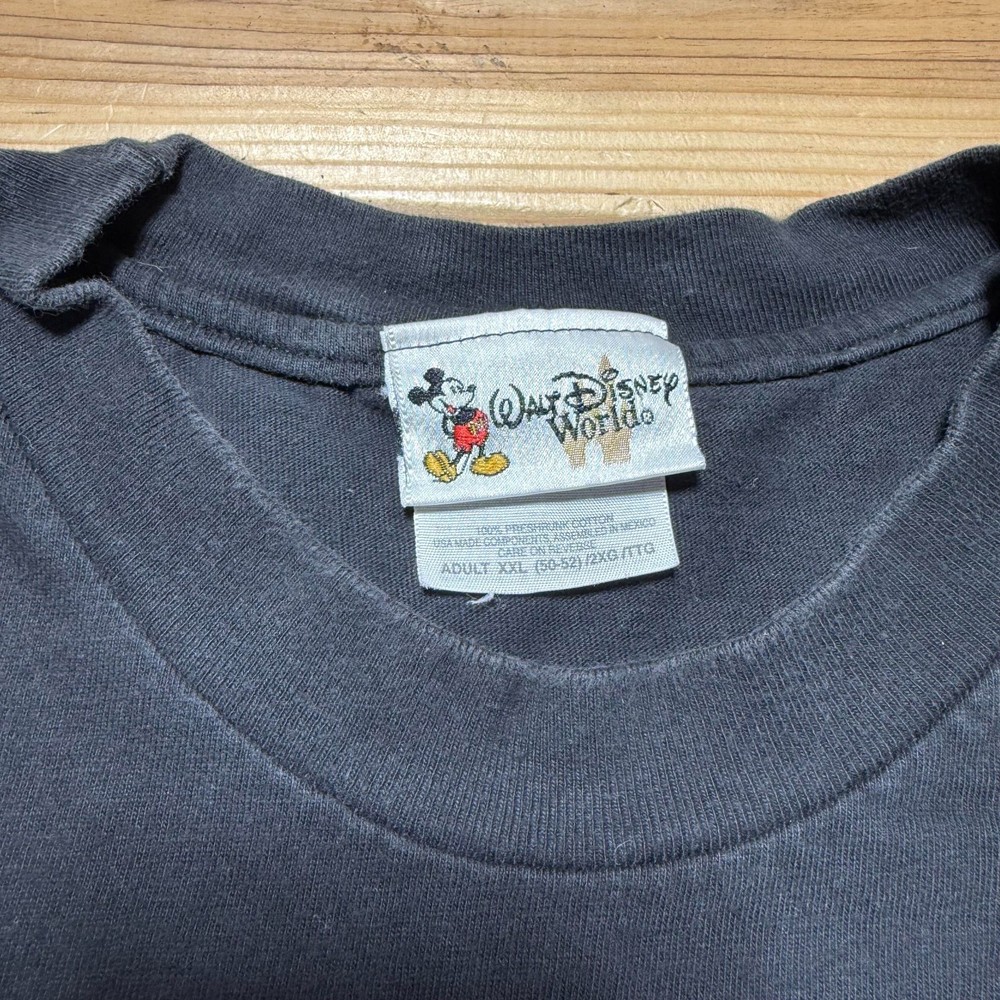 Walt Disney
World®
100% PRESHRUNK COTTON
USA MADE COMPONENTS, ASSEMBLED IN MEXICO
CARE ON REVERSE
ADULT XXL (50-52) /2XG /TTG